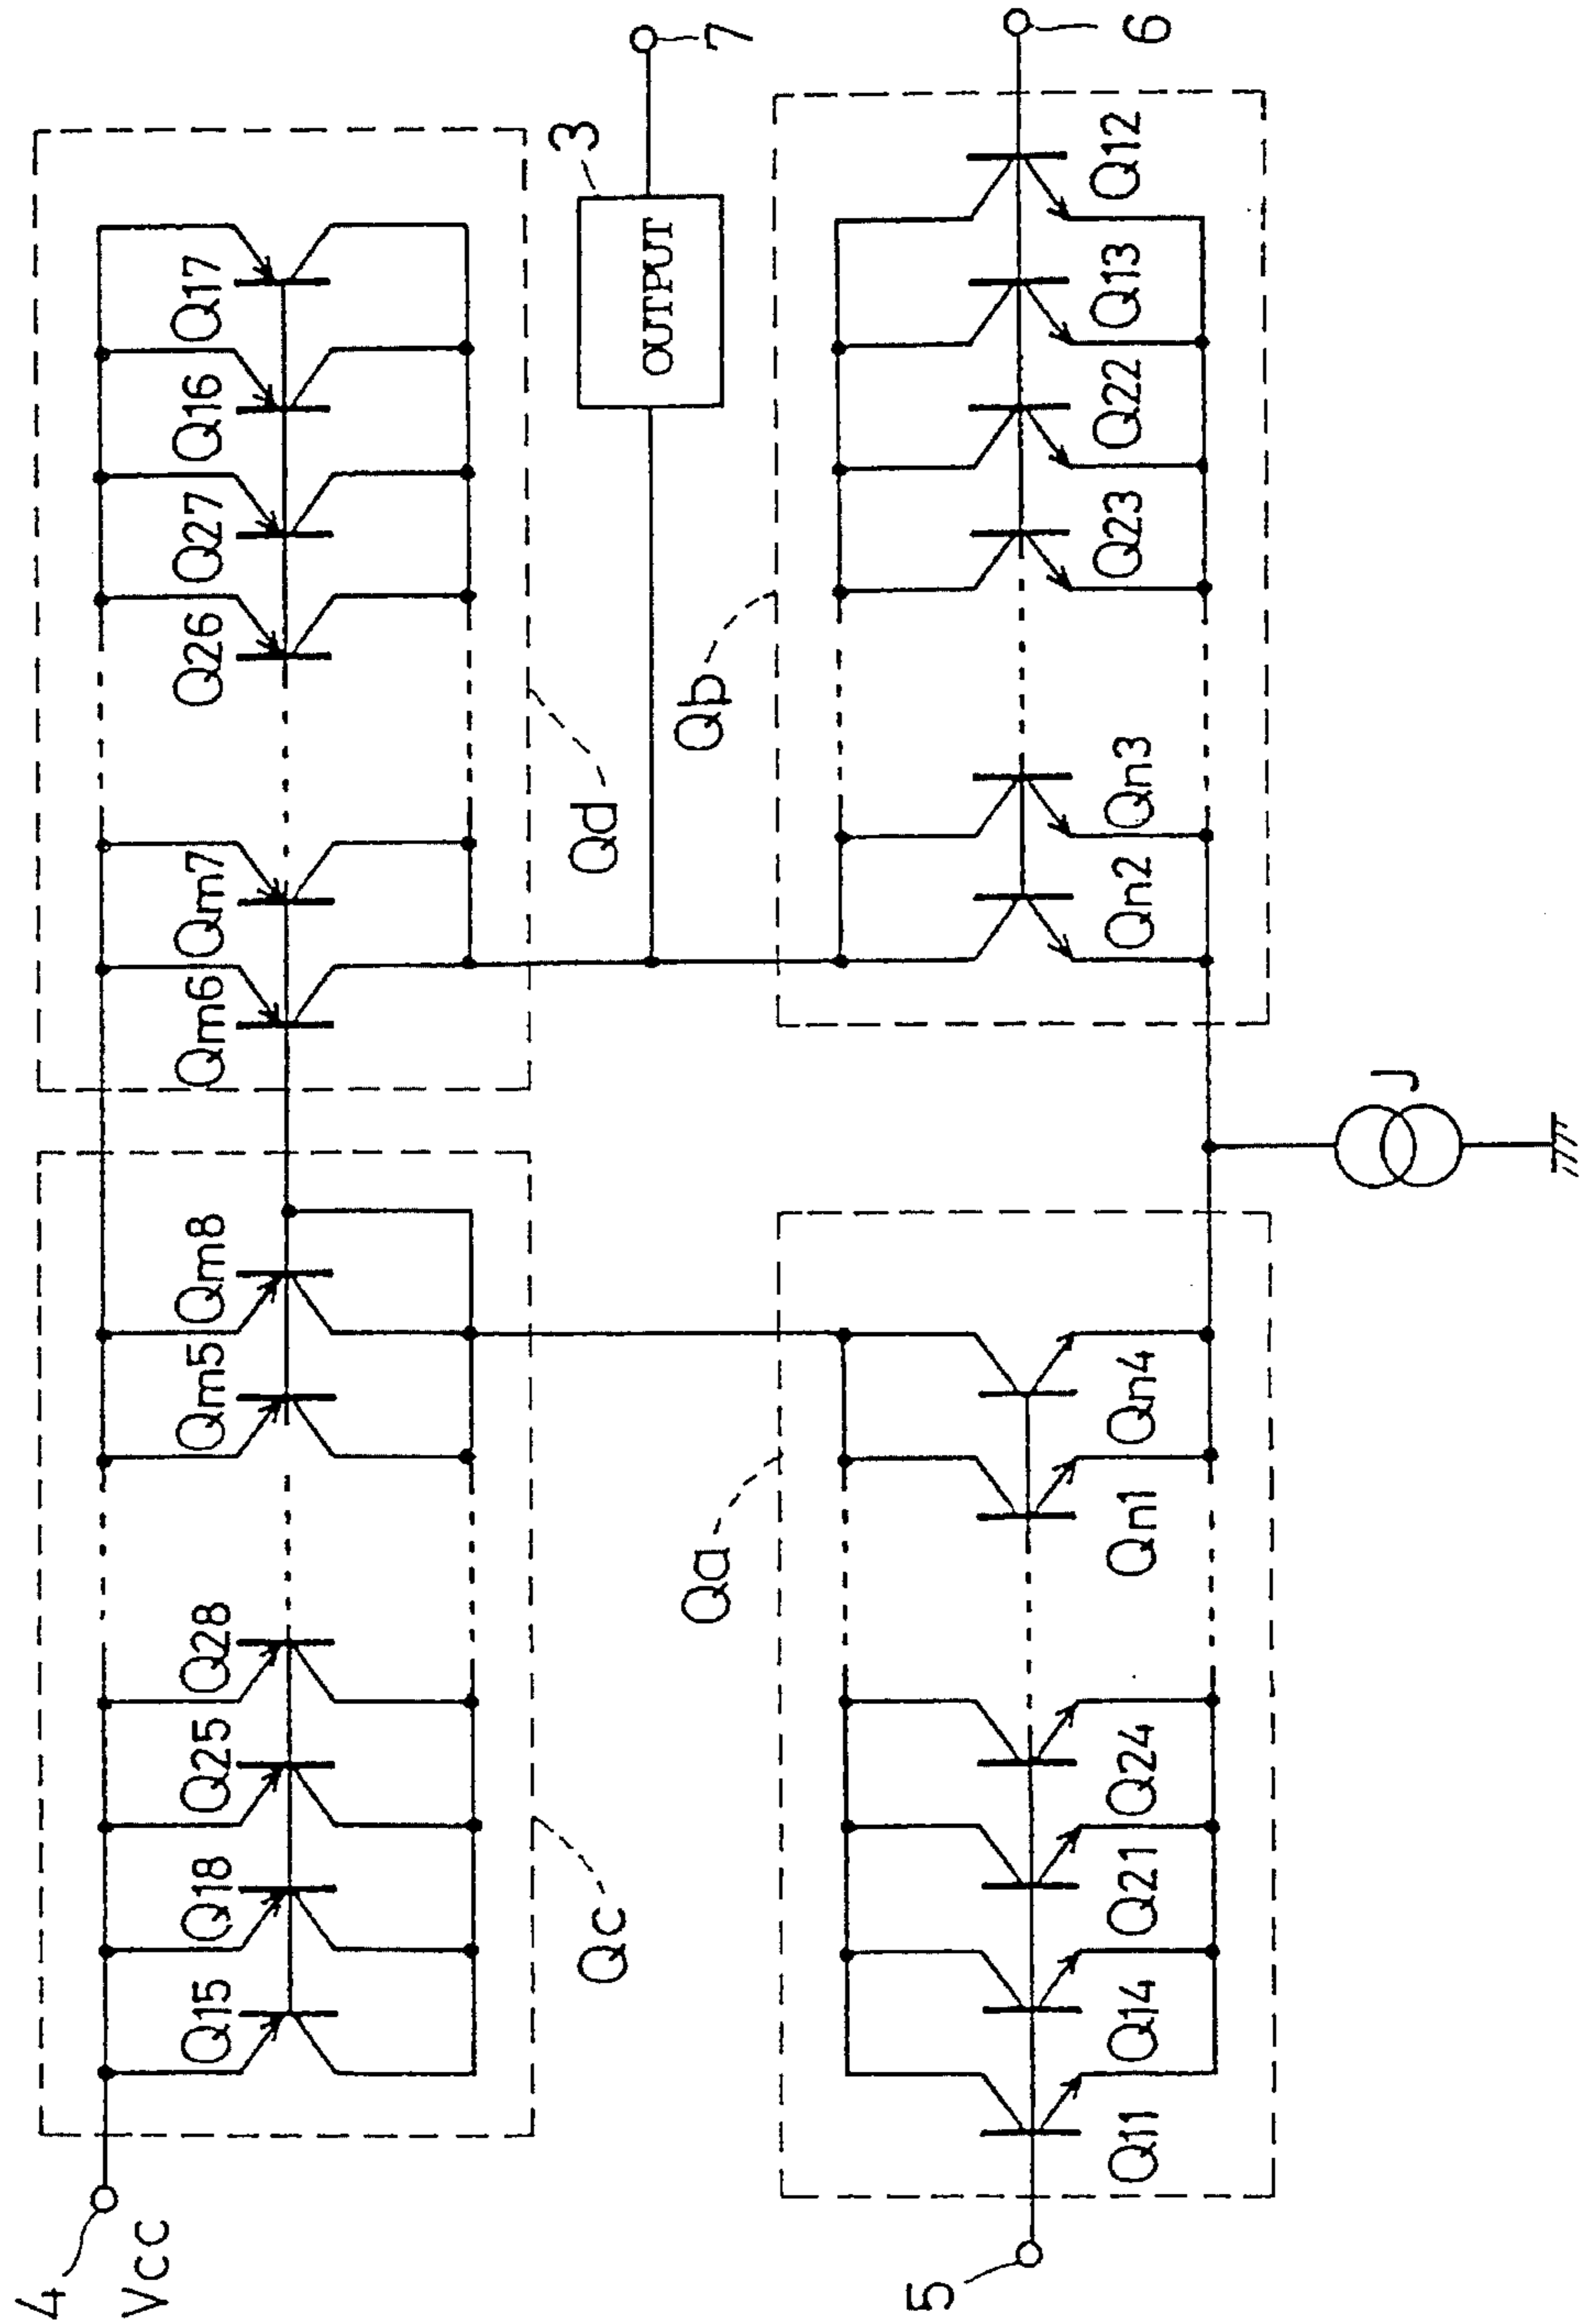 4
Vcc
Q15
Q18
Q25
Q28
Qm5
Qm8
Qm6
Qm7
Q26
Q27
Q16
Q17
Qc
Qd
3
OUTPUT
7
Qa
Qb
5
Q11
Q14
Q21
Q24
Qn1
Qn4
J
Qn2
Qn3
Q23
Q22
Q13
Q12
6